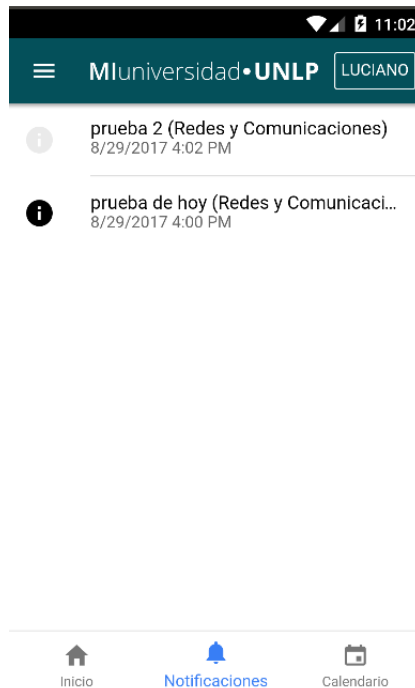 11:02
MIuniversidad•UNLP LUCIANO
prueba 2 (Redes y Comunicaciones)
8/29/2017 4:02 PM
prueba de hoy (Redes y Comunicaci...
8/29/2017 4:00 PM
Inicio Notificaciones Calendario